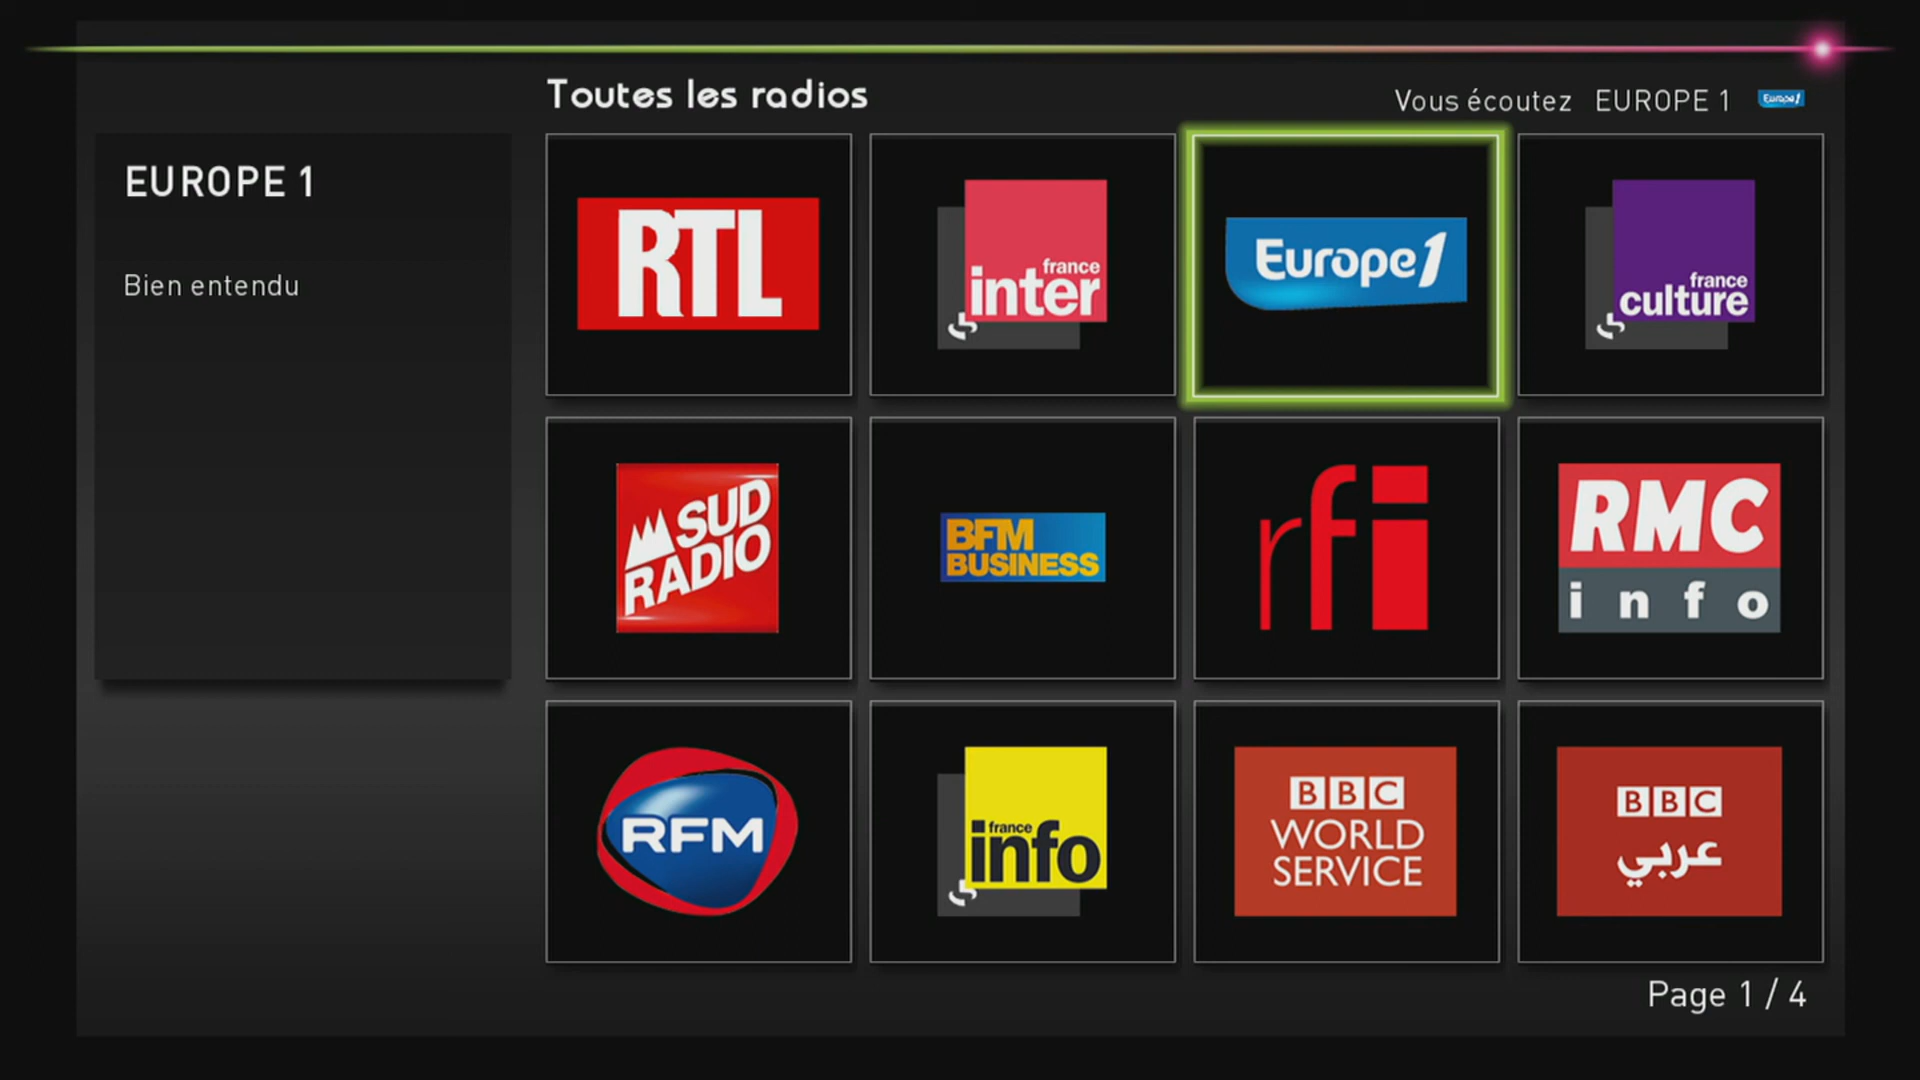 Toutes les radios
Vous écoutez EUROPE 1 Europe1
EUROPE 1
Bien entendu
RTL
france
inter
Europe1
france
culture
SUD
RADIO
BFM
BUSINESS
rfi
RMC
info
RFM
france
info
BBC
WORLD
SERVICE
BBC
عربي
Page 1 / 4